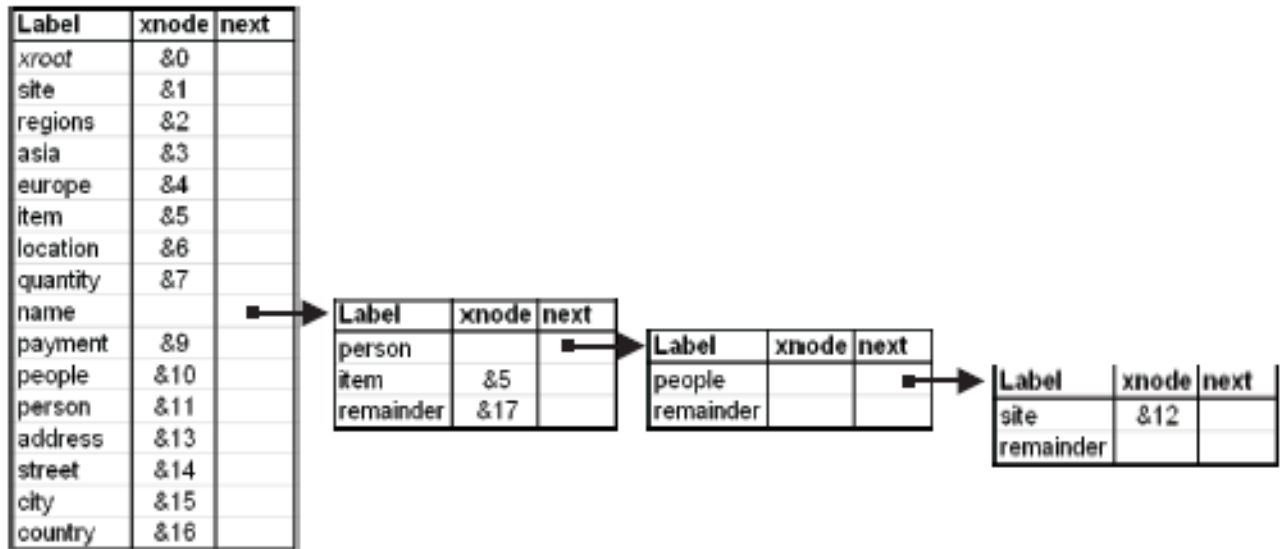 Label xnode next
xroot &0
site &1
regions &2
asia &3
europe &4
item &5
location &6
quantity &7
name
payment &9
people &10
person &11
address &13
street &14
city &15
country &16
Label xnode next
person
item &5
remainder &17
Label xnode next
people
remainder
Label xnode next
site &12
remainder